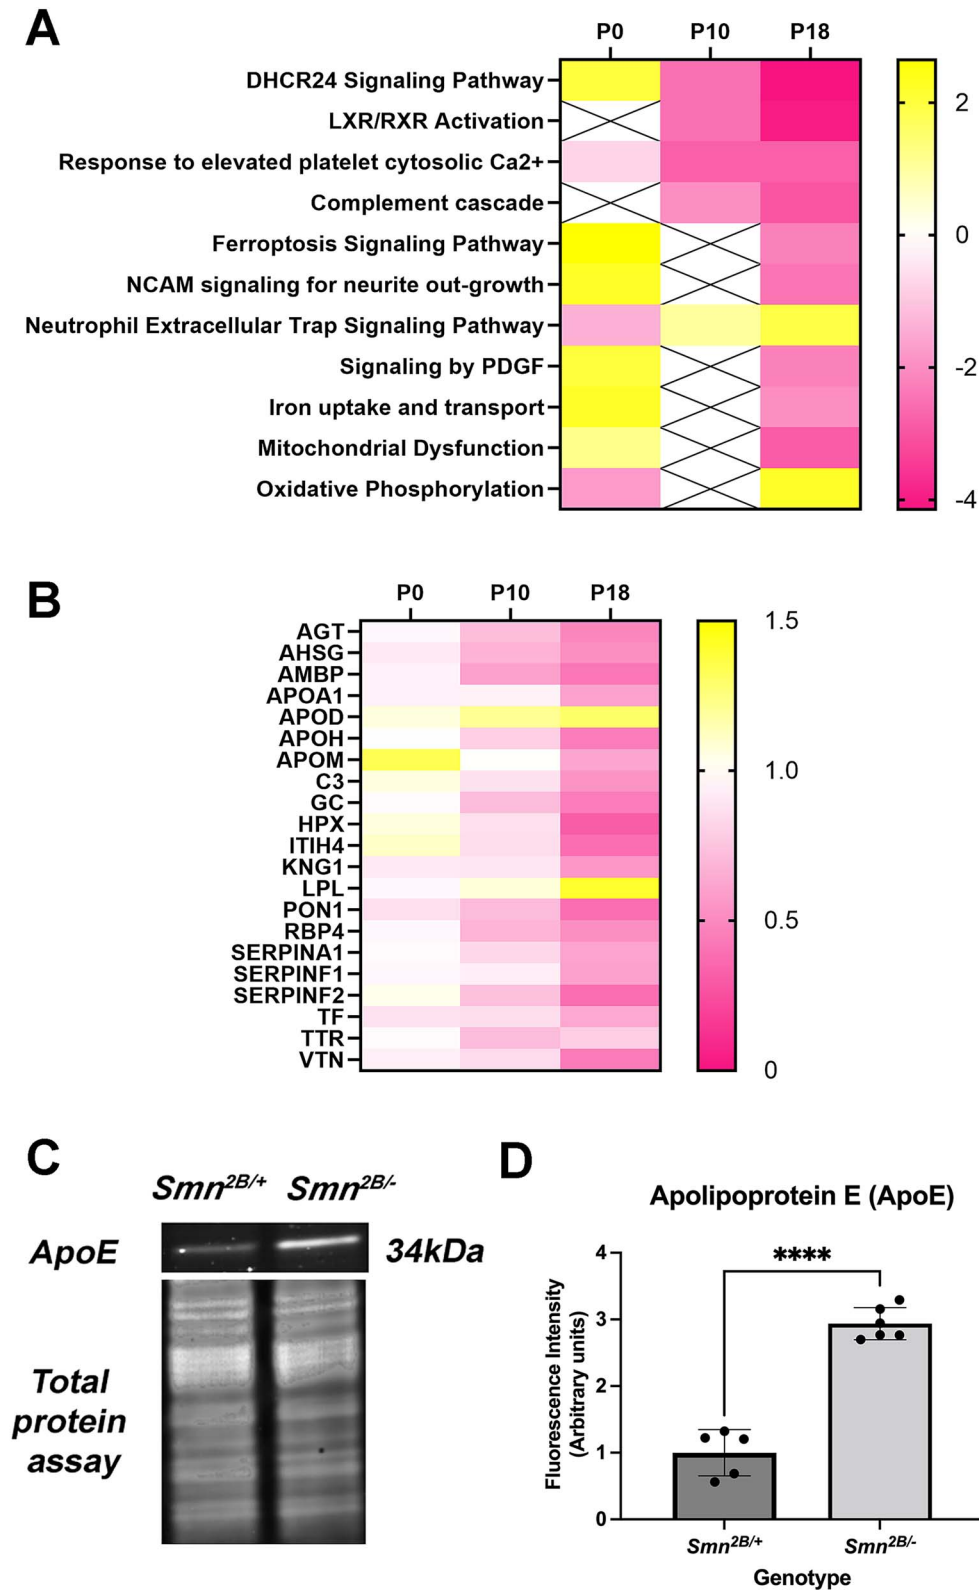 A
P0 P10 P18
DHCR24 Signaling Pathway
LXR/RXR Activation
Response to elevated platelet cytosolic Ca2+
Complement cascade
Ferroptosis Signaling Pathway
NCAM signaling for neurite out-growth
Neutrophil Extracellular Trap Signaling Pathway
Signaling by PDGF
Iron uptake and transport
Mitochondrial Dysfunction
Oxidative Phosphorylation
2
0
-2
-4
B
P0 P10 P18
AGT
AHSG
AMBP
APOA1
APOD
APOH
APOM
C3
GC
HPX
ITIH4
KNG1
LPL
PON1
RBP4
SERPINA1
SERPINF1
SERPINF2
TF
TTR
VTN
1.5
1.0
0.5
0
C
Smn2B/+ Smn2B/-
ApoE
34kDa
Total
protein
assay
D
Apolipoprotein E (ApoE)
****
Fluorescence Intensity
(Arbitrary units)
4
3
2
1
0
Smn2B/+ Smn2B/-
Genotype